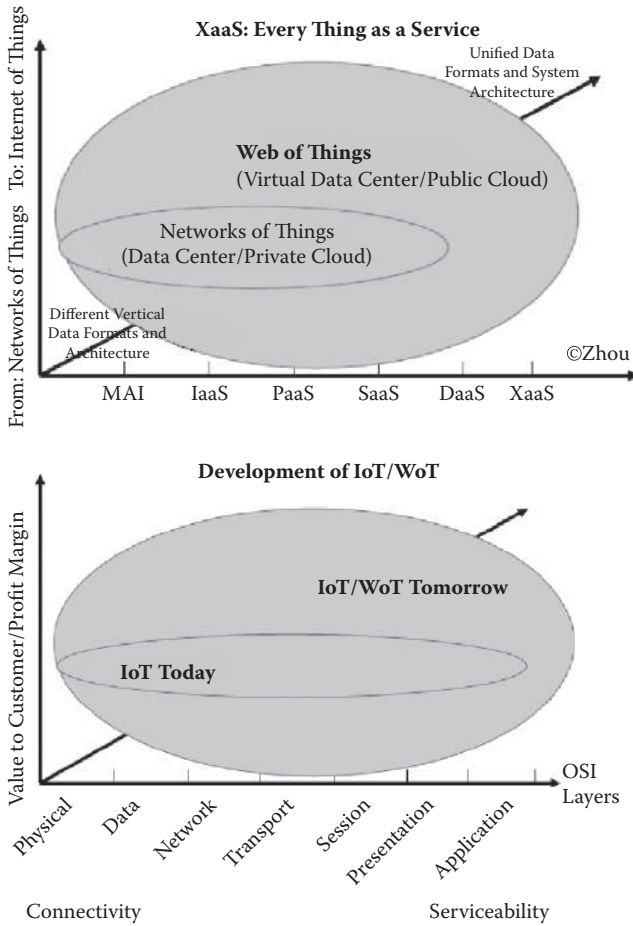 XaaS: Every Thing as a Service
Unified Data
Formats and System
Architecture
From: Networks of Things To: Internet of Things
Web of Things
(Virtual Data Center/Public Cloud)
Networks of Things
(Data Center/Private Cloud)
Different Vertical
Data Formats and
Architecture
©Zhou
MAI IaaS PaaS SaaS DaaS XaaS
Development of IoT/WoT
Value to Customer/Profit Margin
IoT/WoT Tomorrow
IoT Today
OSI
Layers
Physical
Data
Network
Transport
Session
Presentation
Application
Connectivity
Serviceability